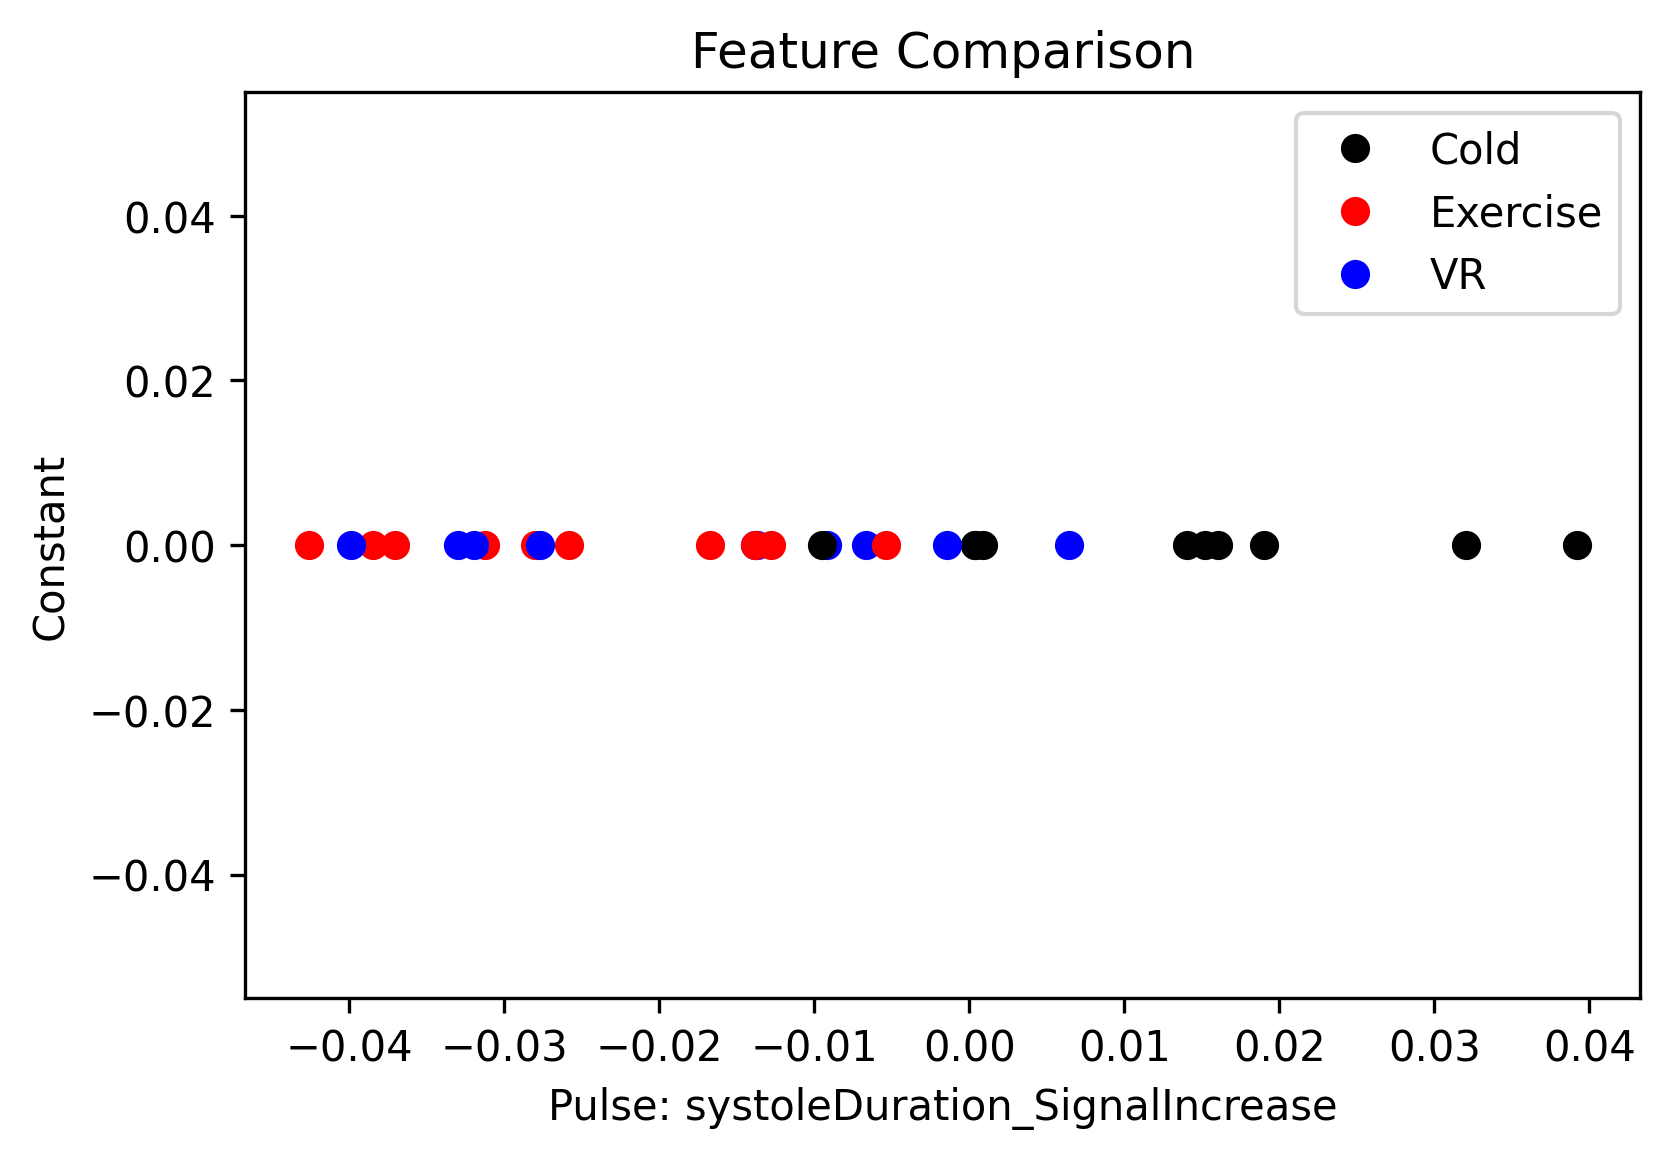 Feature Comparison
Cold
Exercise
VR
0.04
0.02
0.00
−0.02
−0.04
Constant
−0.04 −0.03 −0.02 −0.01 0.00 0.01 0.02 0.03 0.04
Pulse: systoleDuration_SignalIncrease